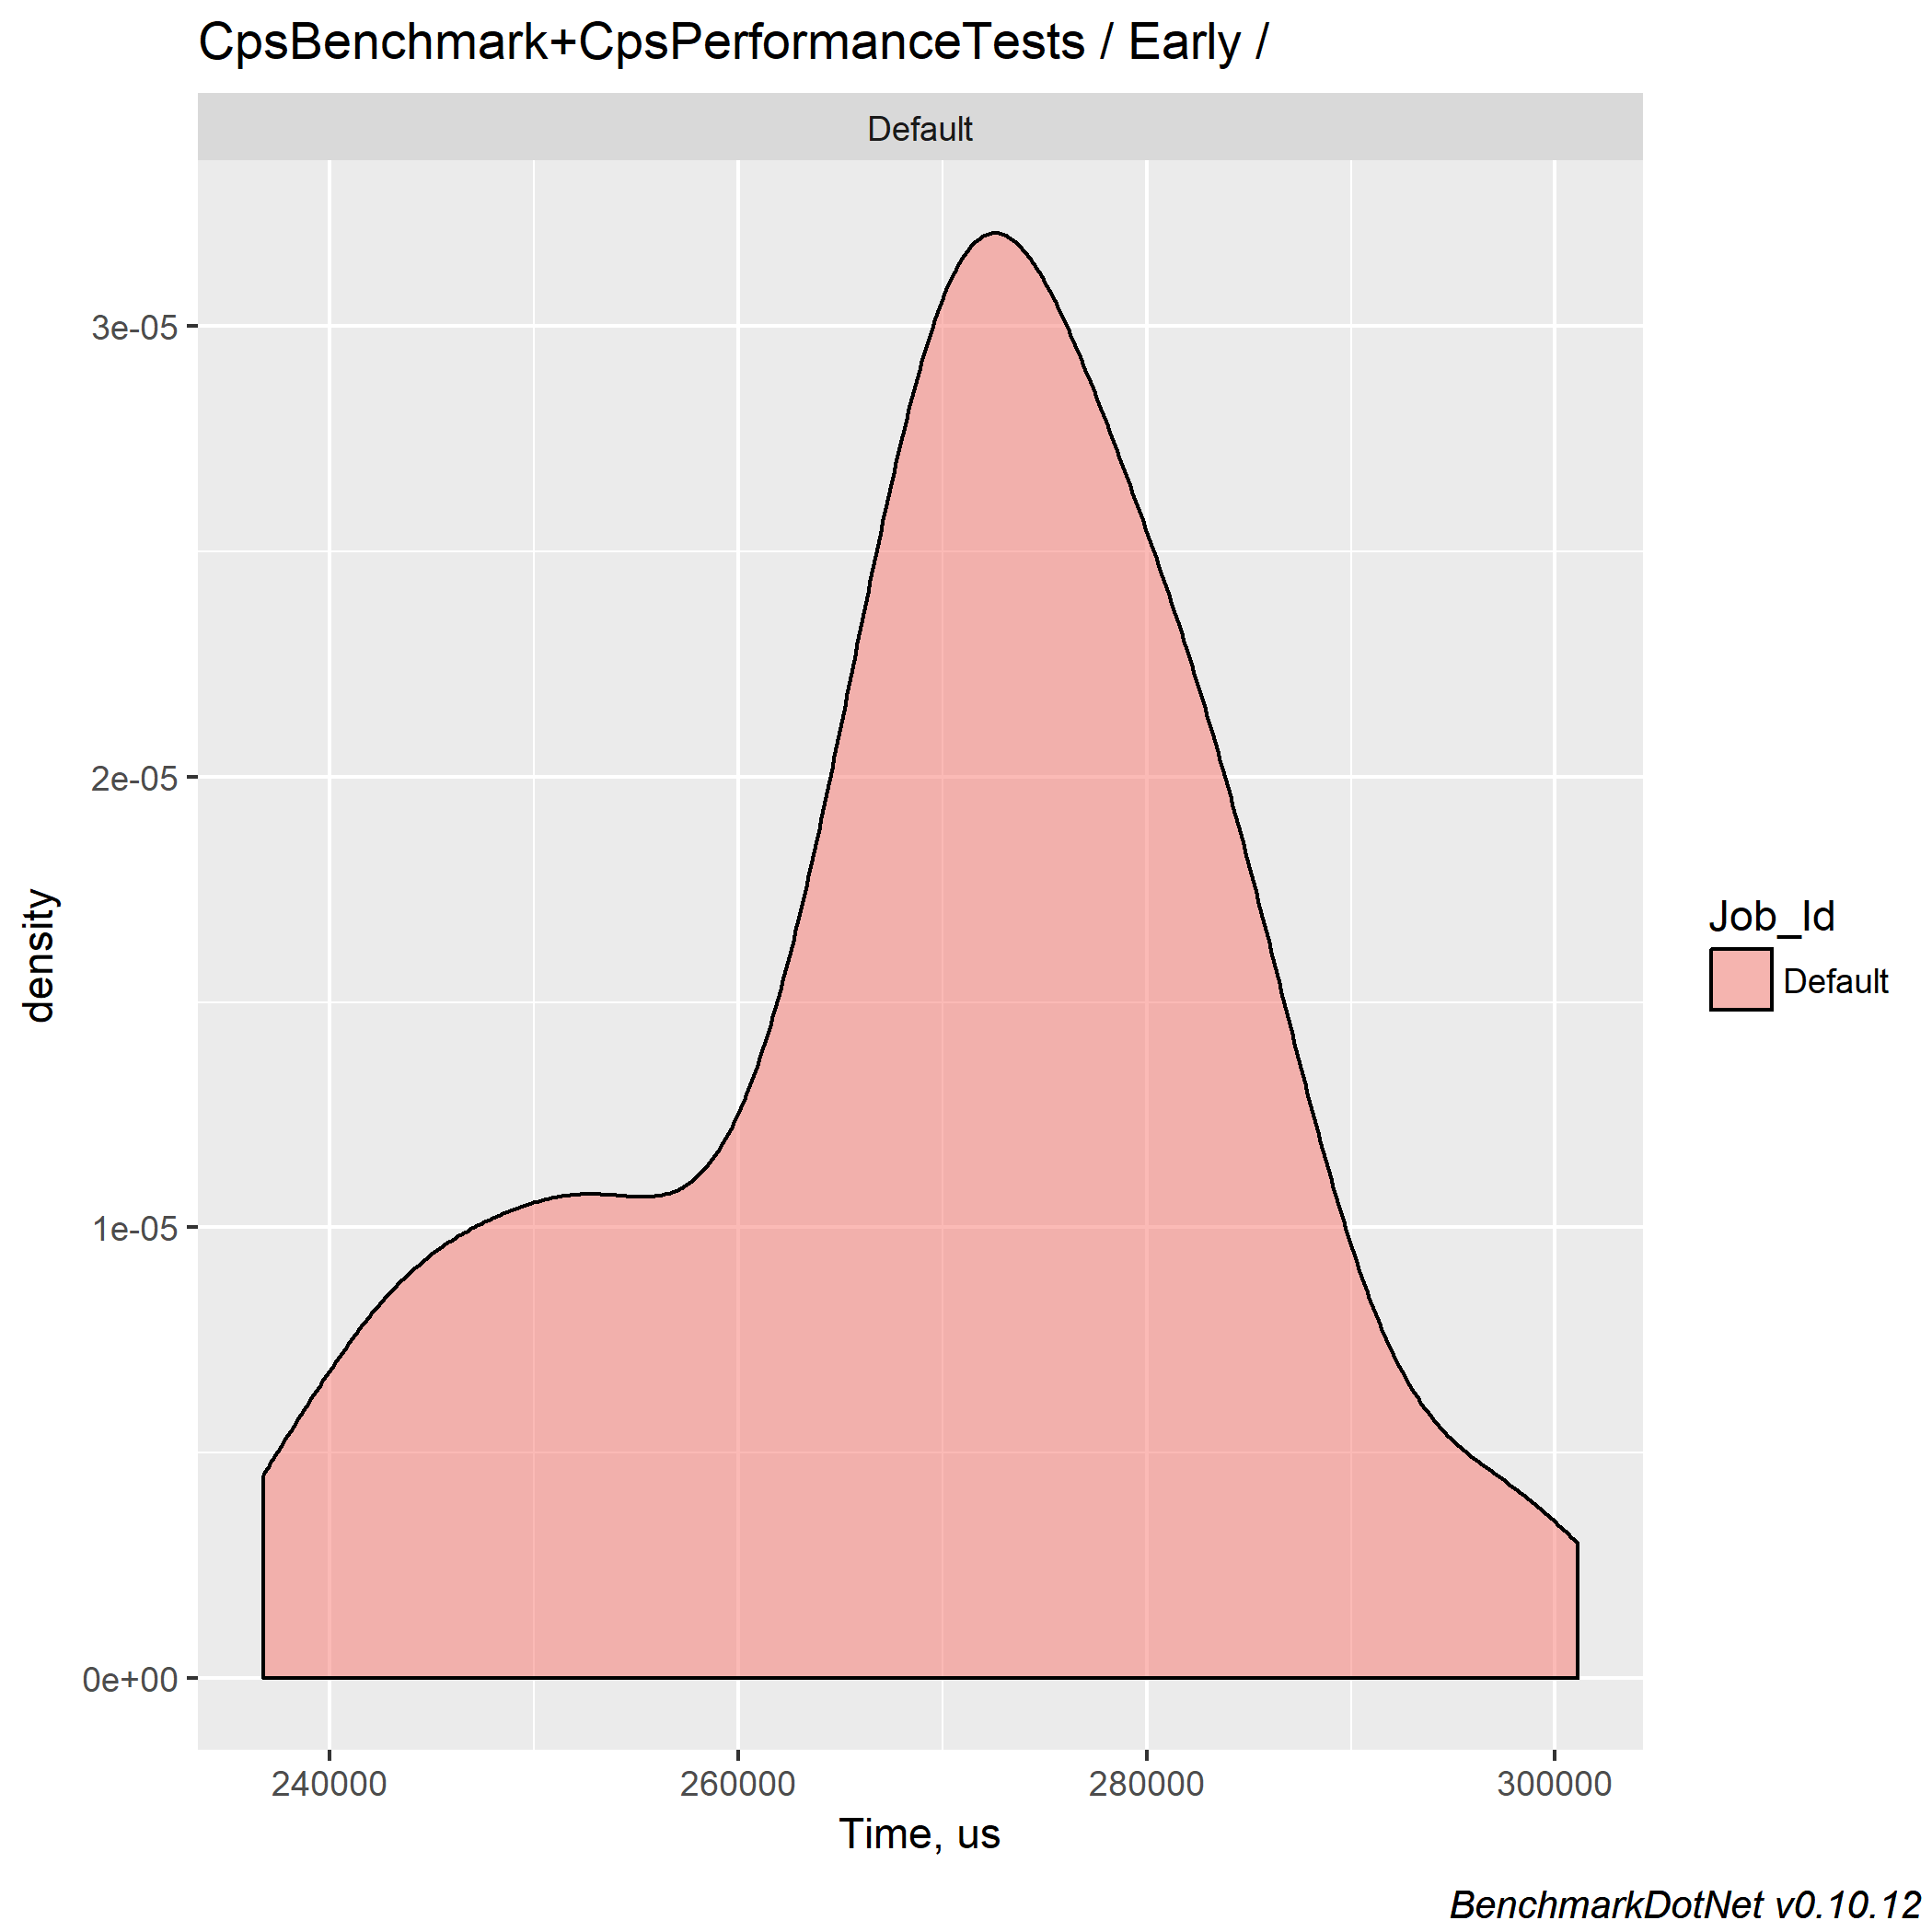 CpsBenchmark+CpsPerformanceTests / Early /
Default
3e-05
2e-05
1e-05
0e+00
density
240000 260000 280000 300000
Time, us
Job_Id
Default
BenchmarkDotNet v0.10.12